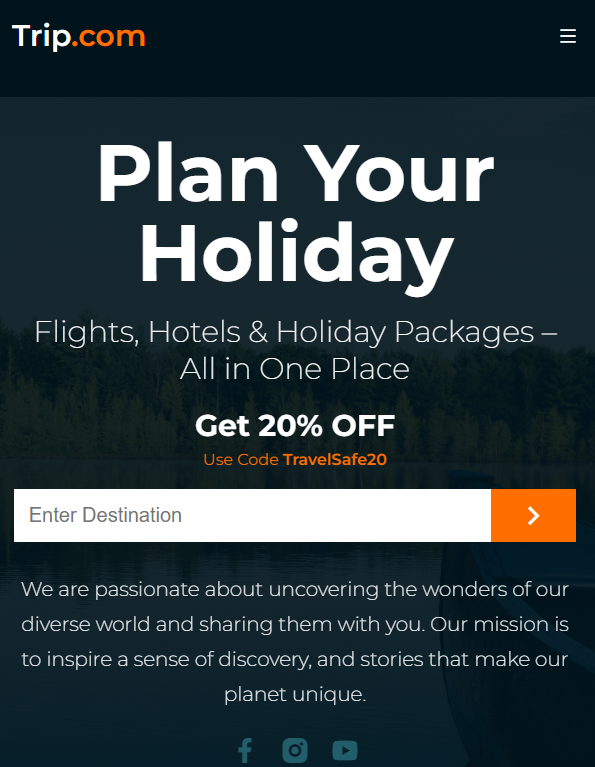 Trip.com
Plan Your
Holiday
Flights, Hotels & Holiday Packages –
All in One Place
Get 20% OFF
Use Code TravelSafe20
Enter Destination
We are passionate about uncovering the wonders of our
diverse world and sharing them with you. Our mission is
to inspire a sense of discovery, and stories that make our
planet unique.